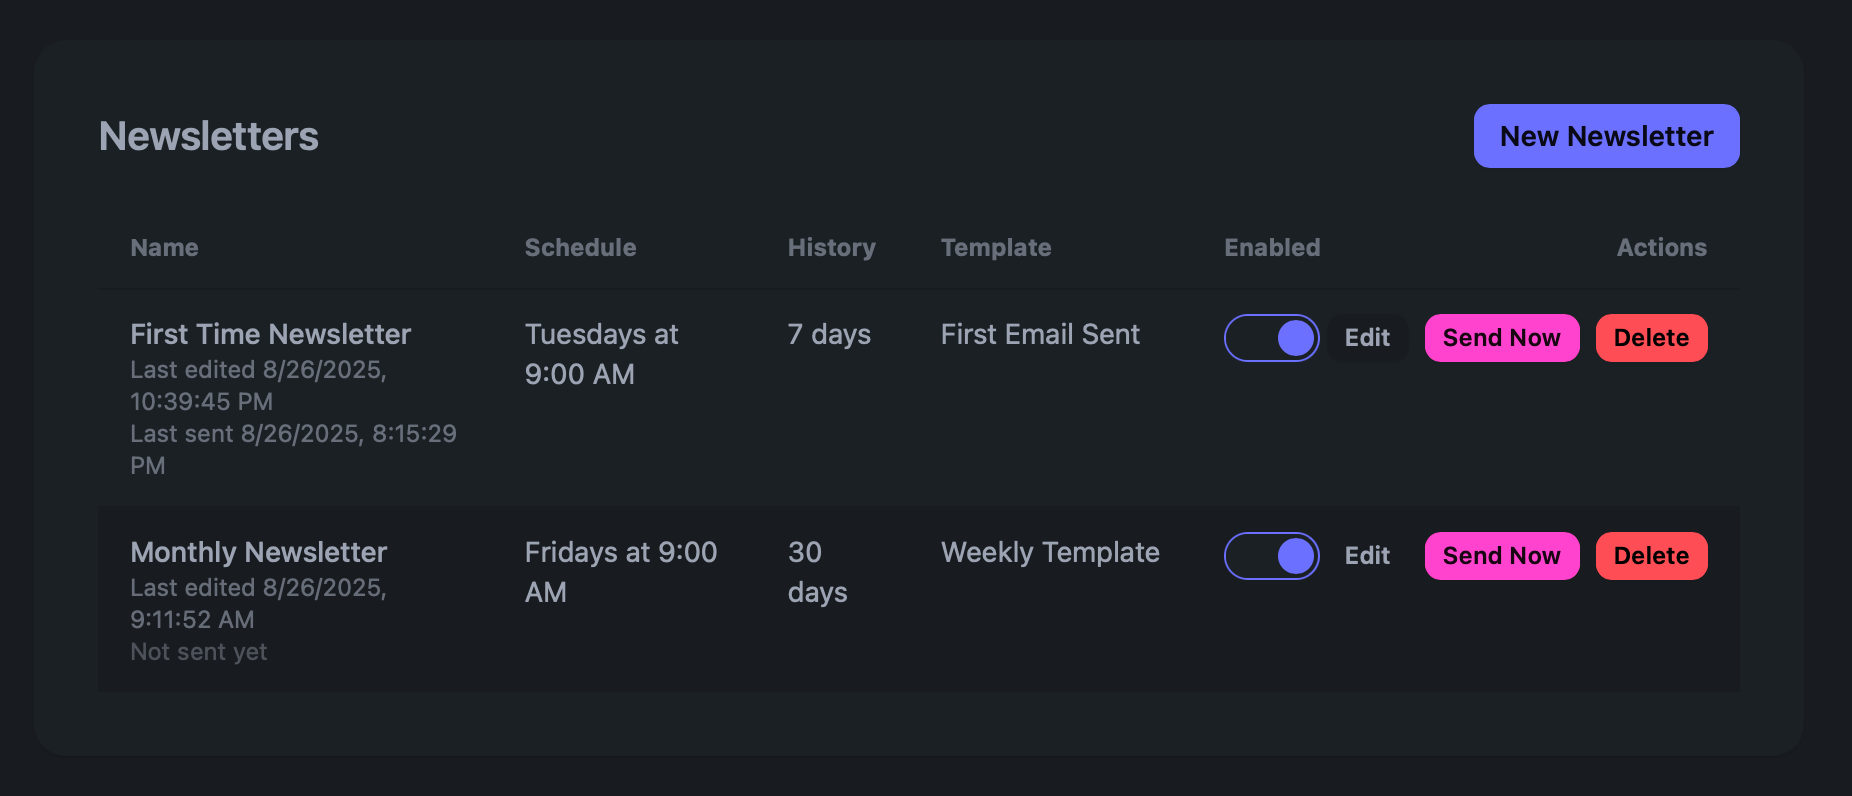 Newsletters
New Newsletter
Name Schedule History Template Enabled Actions
First Time Newsletter
Last edited 8/26/2025,
10:39:45 PM
Last sent 8/26/2025, 8:15:29
PM
Tuesdays at
9:00 AM
7 days
First Email Sent
Edit
Send Now
Delete
Monthly Newsletter
Last edited 8/26/2025,
9:11:52 AM
Not sent yet
Fridays at 9:00
AM
30
days
Weekly Template
Edit
Send Now
Delete